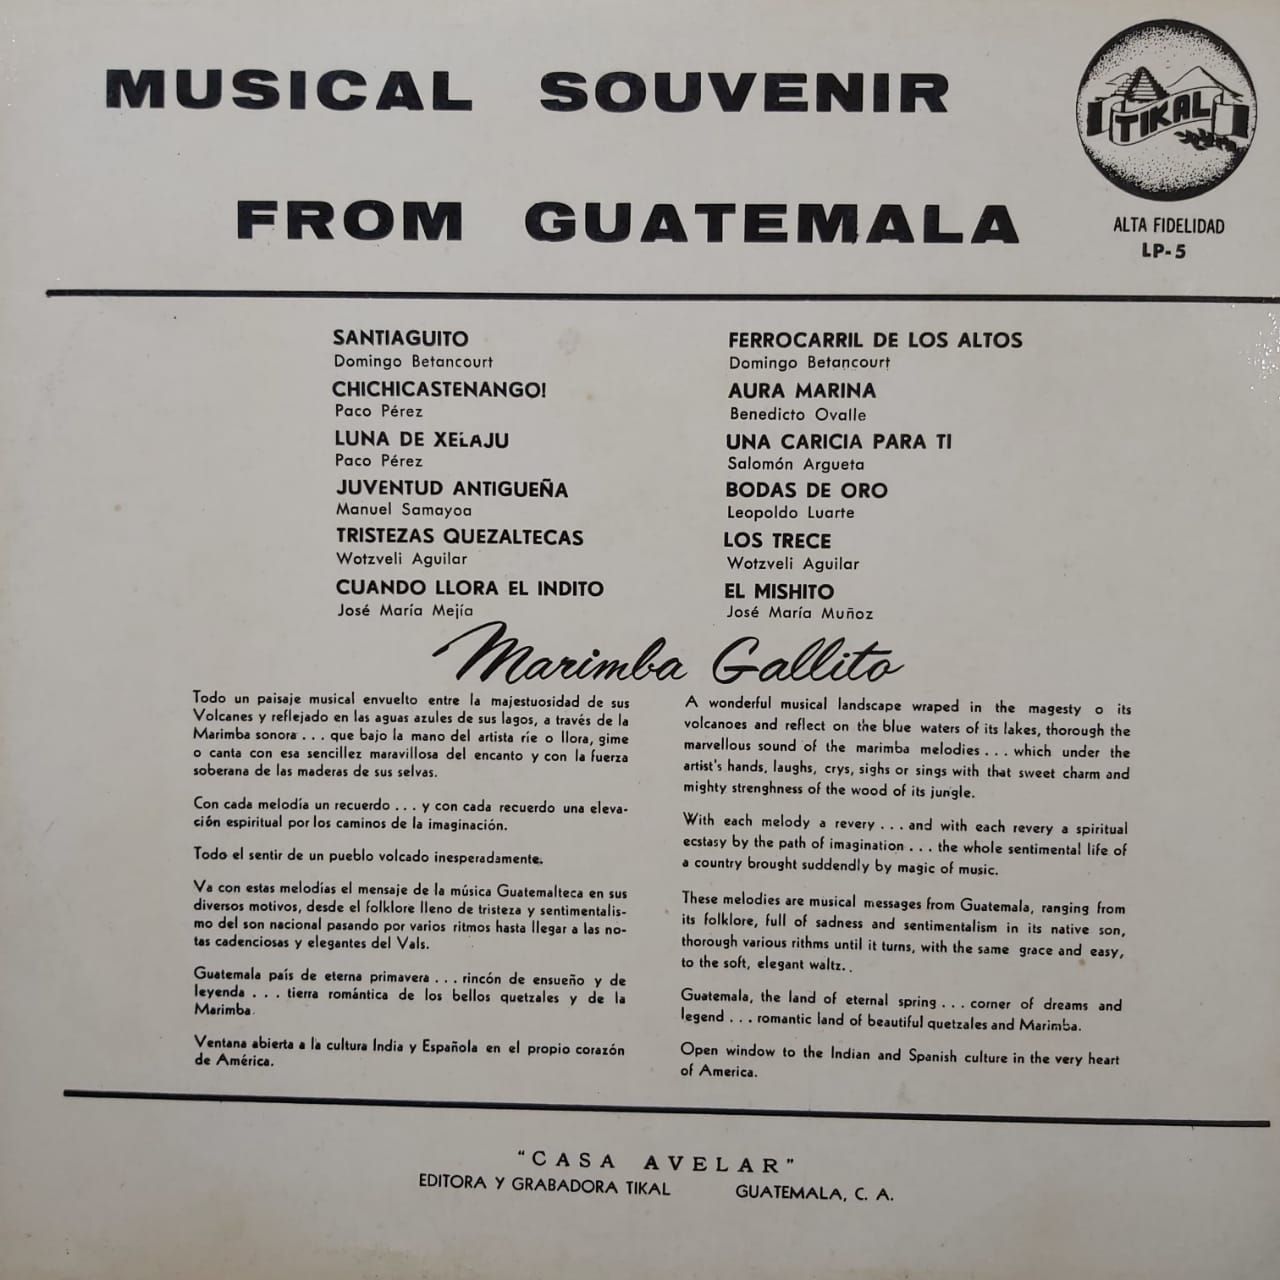 MUSICAL SOUVENIR
FROM GUATEMALA
TIKAL
ALTA FIDELIDAD
LP-5
SANTIAGUITO
Domingo Betancourt
CHICHICASTENANGO!
Paco Pérez
LUNA DE XELAJU
Paco Pérez
JUVENTUD ANTIGUEÑA
Manuel Samayoa
TRISTEZAS QUEZALTECAS
Wotzveli Aguilar
CUANDO LLORA EL INDITO
José María Mejía
FERROCARRIL DE LOS ALTOS
Domingo Betancourt
AURA MARINA
Benedicto Ovalle
UNA CARICIA PARA TI
Salomón Argueta
BODAS DE ORO
Leopoldo Luarte
LOS TRECE
Wotzveli Aguilar
EL MISHITO
José María Muñoz
Marimba Gallito
Todo un paisaje musical envuelto entre la majestuosidad de sus
Volcanes y reflejado en las aguas azules de sus lagos, a través de la
Marimba sonora . . . que bajo la mano del artista ríe o llora, gime
o canta con esa sencillez maravillosa del encanto y con la fuerza
soberana de las maderas de sus selvas.
Con cada melodía un recuerdo . . . y con cada recuerdo una eleva-
ción espiritual por los caminos de la imaginación.
Todo el sentir de un pueblo volcado inesperadamente.
Va con estas melodías el mensaje de la música Guatemalteca en sus
diversos motivos, desde el folklore lleno de tristeza y sentimentalis-
mo del son nacional pasando por varios ritmos hasta llegar a las no-
tas cadenciosas y elegantes del Vals.
Guatemala país de eterna primavera . . . rincón de ensueño y de
leyenda . . . tierra romántica de los bellos quetzales y de la
Marimba.
Ventana abierta a la cultura India y Española en el propio corazón
de América.
A wonderful musical landscape wraped in the magesty o its
volcanoes and reflect on the blue waters of its lakes, thorough the
marvellous sound of the marimba melodies . . . which under the
artist's hands, laughs, crys, sighs or sings with that sweet charm and
mighty strenghness of the wood of its jungle.
With each melody a revery . . . and with each revery a spiritual
ecstasy by the path of imagination . . . the whole sentimental life of
a country brought suddendly by magic of music.
These melodies are musical messages from Guatemala, ranging from
its folklore, full of sadness and sentimentalism in its native son,
thorough various rithms until it turns, with the same grace and easy,
to the soft, elegant waltz..
Guatemala, the land of eternal spring . . . corner of dreams and
legend . . . romantic land of beautiful quetzales and Marimba.
Open window to the Indian and Spanish culture in the very heart
of America.
"CASA AVELAR"
EDITORA Y GRABADORA TIKAL GUATEMALA, C. A.